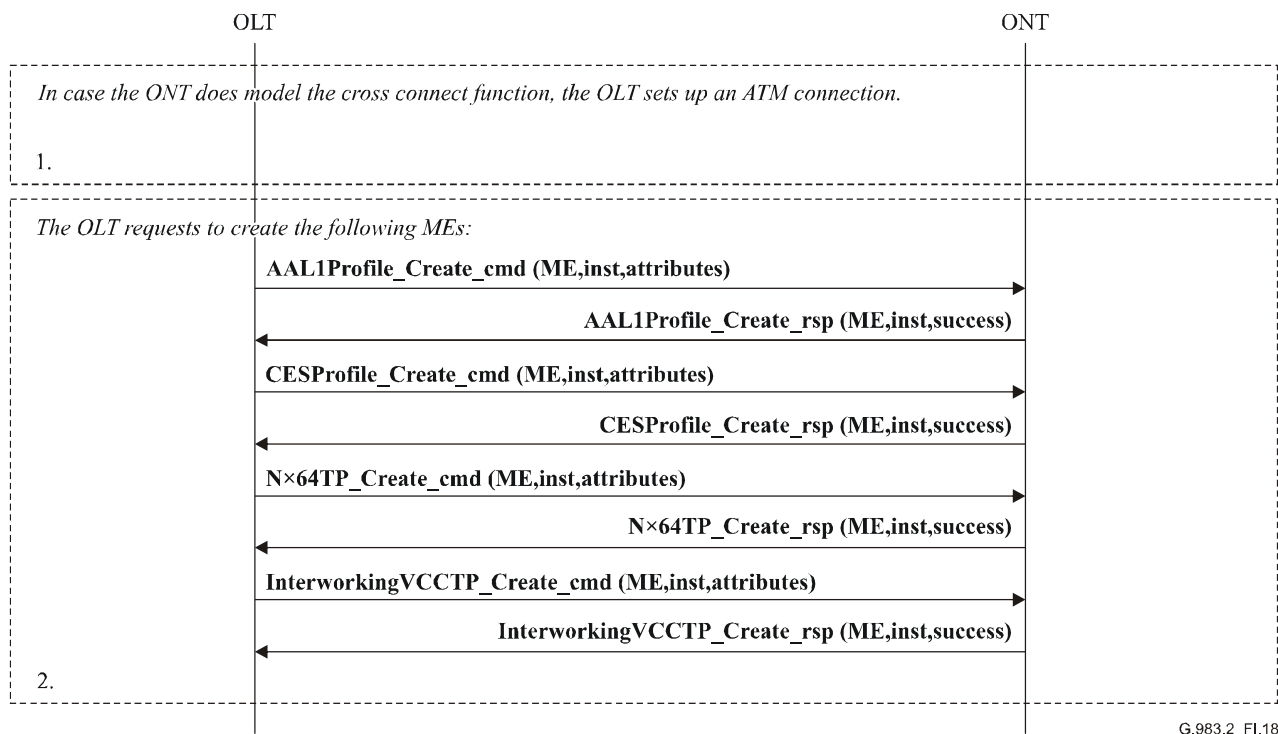 OLT ONT
In case the ONT does model the cross connect function, the OLT sets up an ATM connection.
1.
The OLT requests to create the following MEs:
AAL1Profile_Create_cmd (ME,inst,attributes)
AAL1Profile_Create_rsp (ME,inst,success)
CESProfile_Create_cmd (ME,inst,attributes)
CESProfile_Create_rsp (ME,inst,success)
N×64TP_Create_cmd (ME,inst,attributes)
N×64TP_Create_rsp (ME,inst,success)
InterworkingVCCTP_Create_cmd (ME,inst,attributes)
InterworkingVCCTP_Create_rsp (ME,inst,success)
2.
G.983.2_FI.18